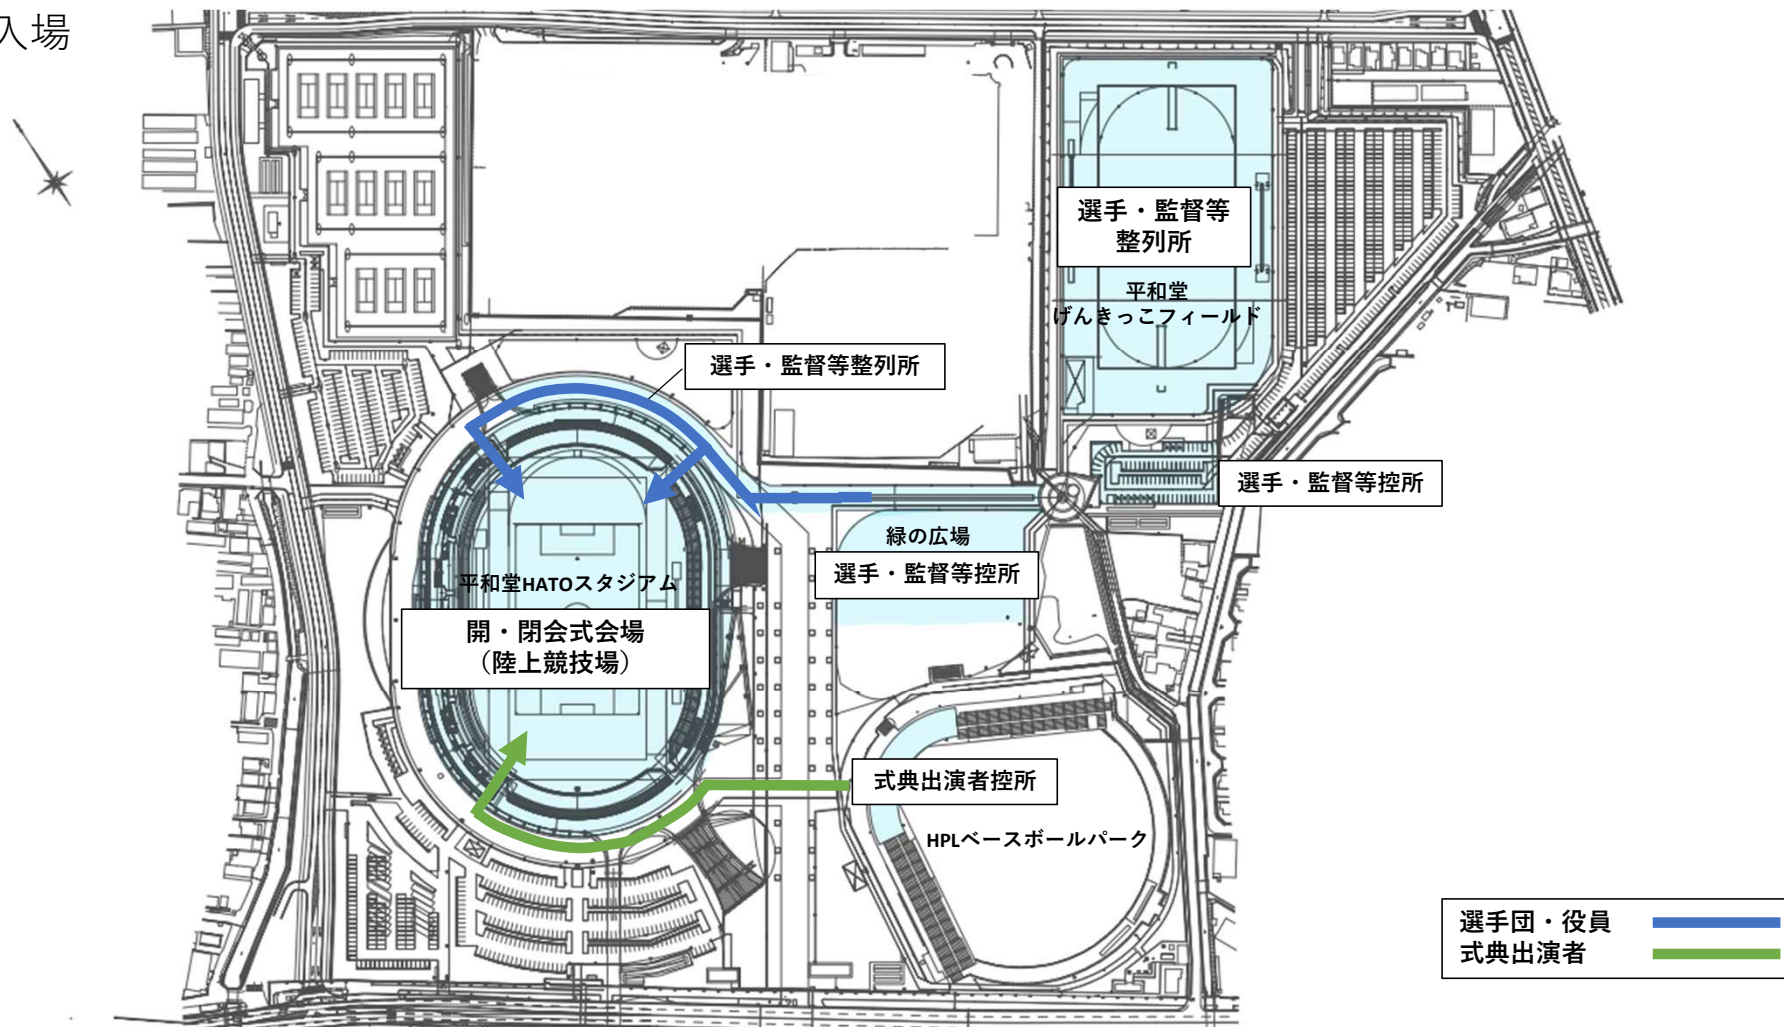 入場
選手・監督等
整列所
平和堂
げんきっこフィールド
選手・監督等整列所
選手・監督等控所
緑の広場
選手・監督等控所
平和堂HATOスタジアム
開・閉会式会場
（陸上競技場）
式典出演者控所
HPLベースボールパーク
選手団・役員
式典出演者